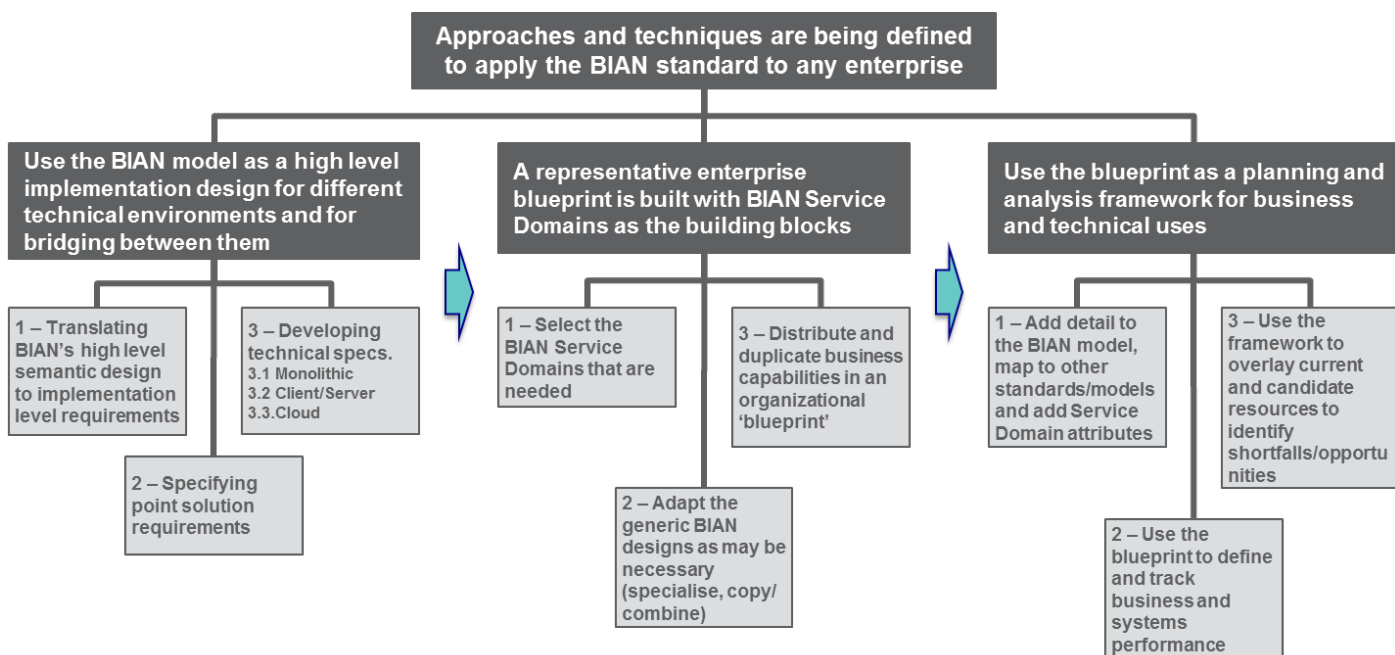 Approaches and techniques are being defined
to apply the BIAN standard to any enterprise
Use the BIAN model as a high level
implementation design for different
technical environments and for
bridging between them
1 – Translating
BIAN's high level
semantic design
to implementation
level requirements
2 – Specifying
point solution
requirements
3 – Developing
technical specs.
3.1 Monolithic
3.2 Client/Server
3.3.Cloud
A representative enterprise
blueprint is built with BIAN Service
Domains as the building blocks
1 – Select the
BIAN Service
Domains that are
needed
2 – Adapt the
generic BIAN
designs as may be
necessary
(specialise, copy/
combine)
3 – Distribute and
duplicate business
capabilities in an
organizational
‘blueprint’
Use the blueprint as a planning and
analysis framework for business
and technical uses
1 – Add detail to
the BIAN model,
map to other
standards/models
and add Service
Domain attributes
2 – Use the
blueprint to define
and track
business and
systems
performance
3 – Use the
framework to
overlay current
and candidate
resources to
identify
shortfalls/opportu
nities